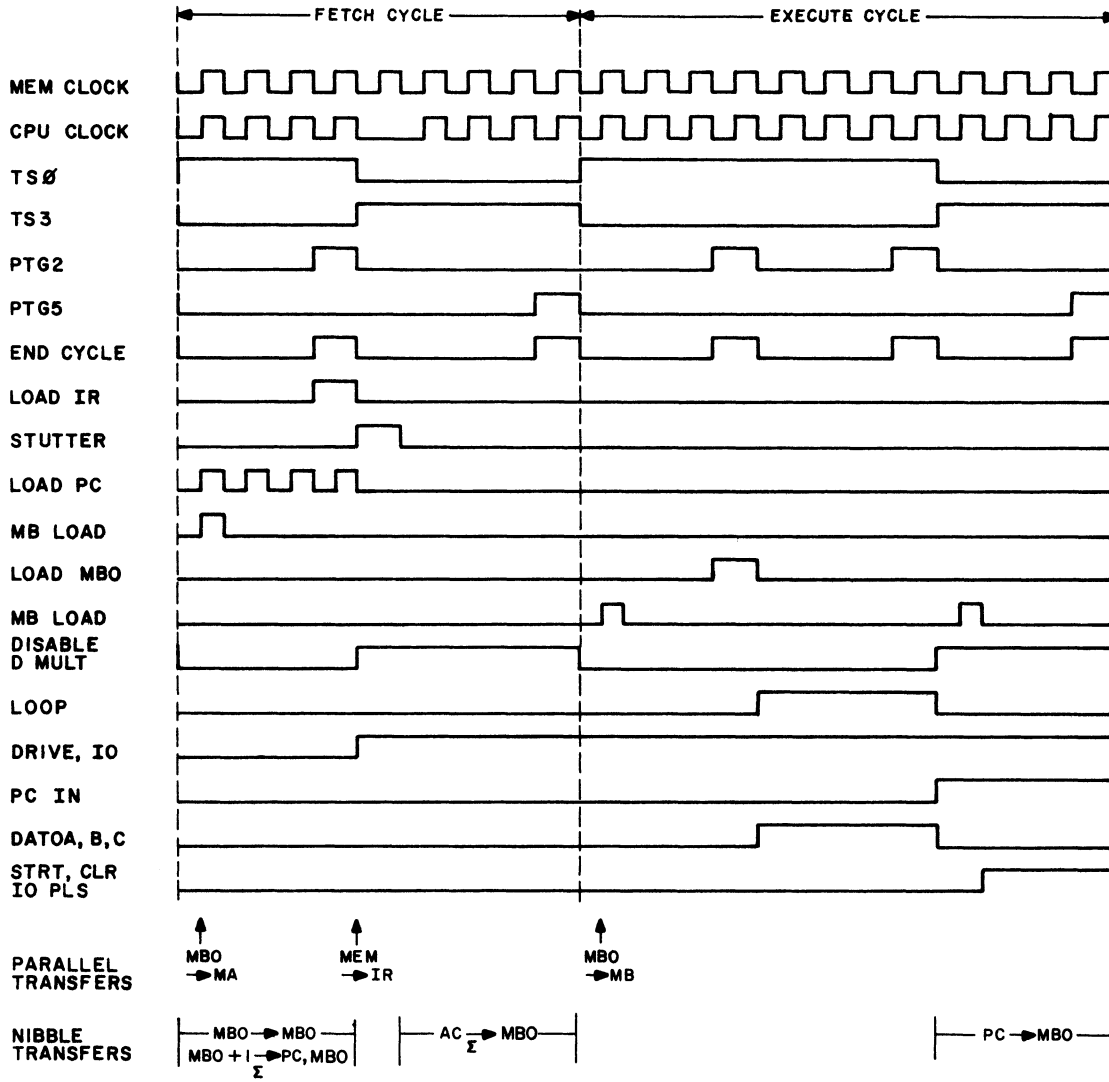 FETCH CYCLE
EXECUTE CYCLE
MEM CLOCK
CPU CLOCK
TSØ
TS3
PTG2
PTG5
END CYCLE
LOAD IR
STUTTER
LOAD PC
MB LOAD
LOAD MBO
MB LOAD
DISABLE
D MULT
LOOP
DRIVE, IO
PC IN
DATOA, B, C
STRT, CLR
IO PLS
PARALLEL
TRANSFERS
MBO
→MA
MEM
→IR
MBO
→MB
NIBBLE
TRANSFERS
MBO→MBO
MBO+1→PC, MBO
Σ
AC→MBO
Σ
PC→MBO